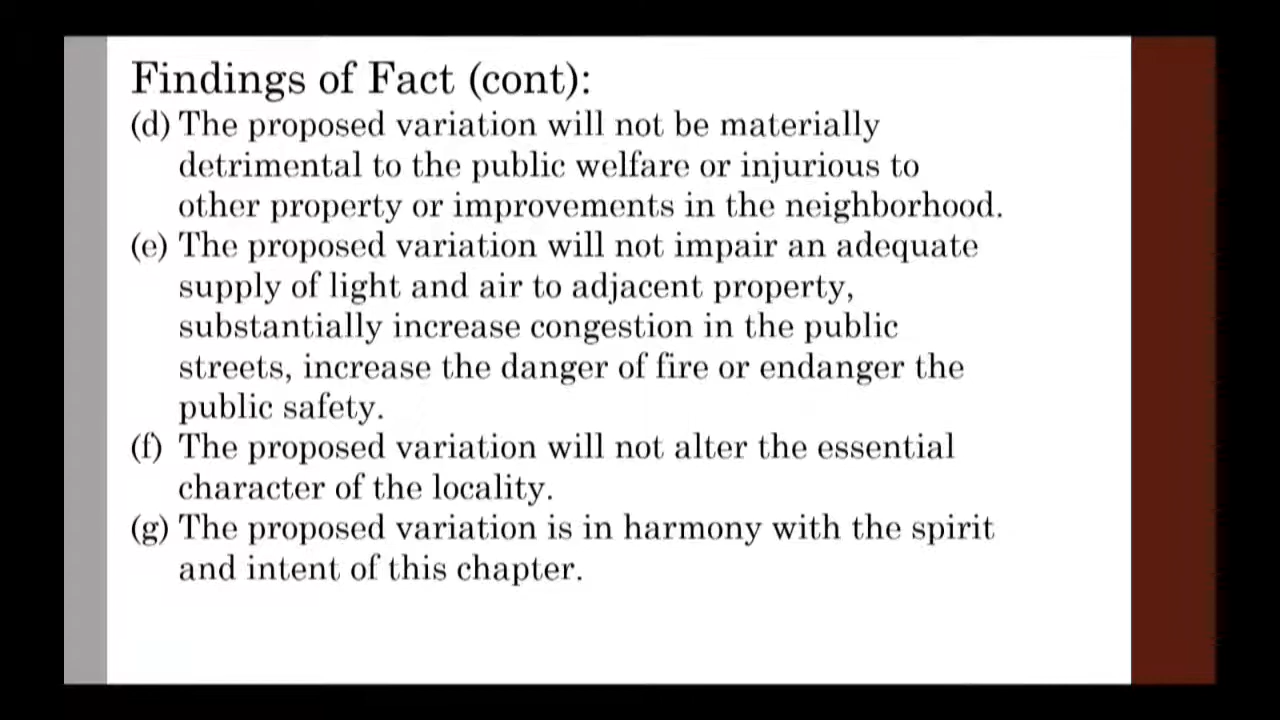 Findings of Fact (cont):
(d) The proposed variation will not be materially
detrimental to the public welfare or injurious to
other property or improvements in the neighborhood.
(e) The proposed variation will not impair an adequate
supply of light and air to adjacent property,
substantially increase congestion in the public
streets, increase the danger of fire or endanger the
public safety.
(f) The proposed variation will not alter the essential
character of the locality.
(g) The proposed variation is in harmony with the spirit
and intent of this chapter.